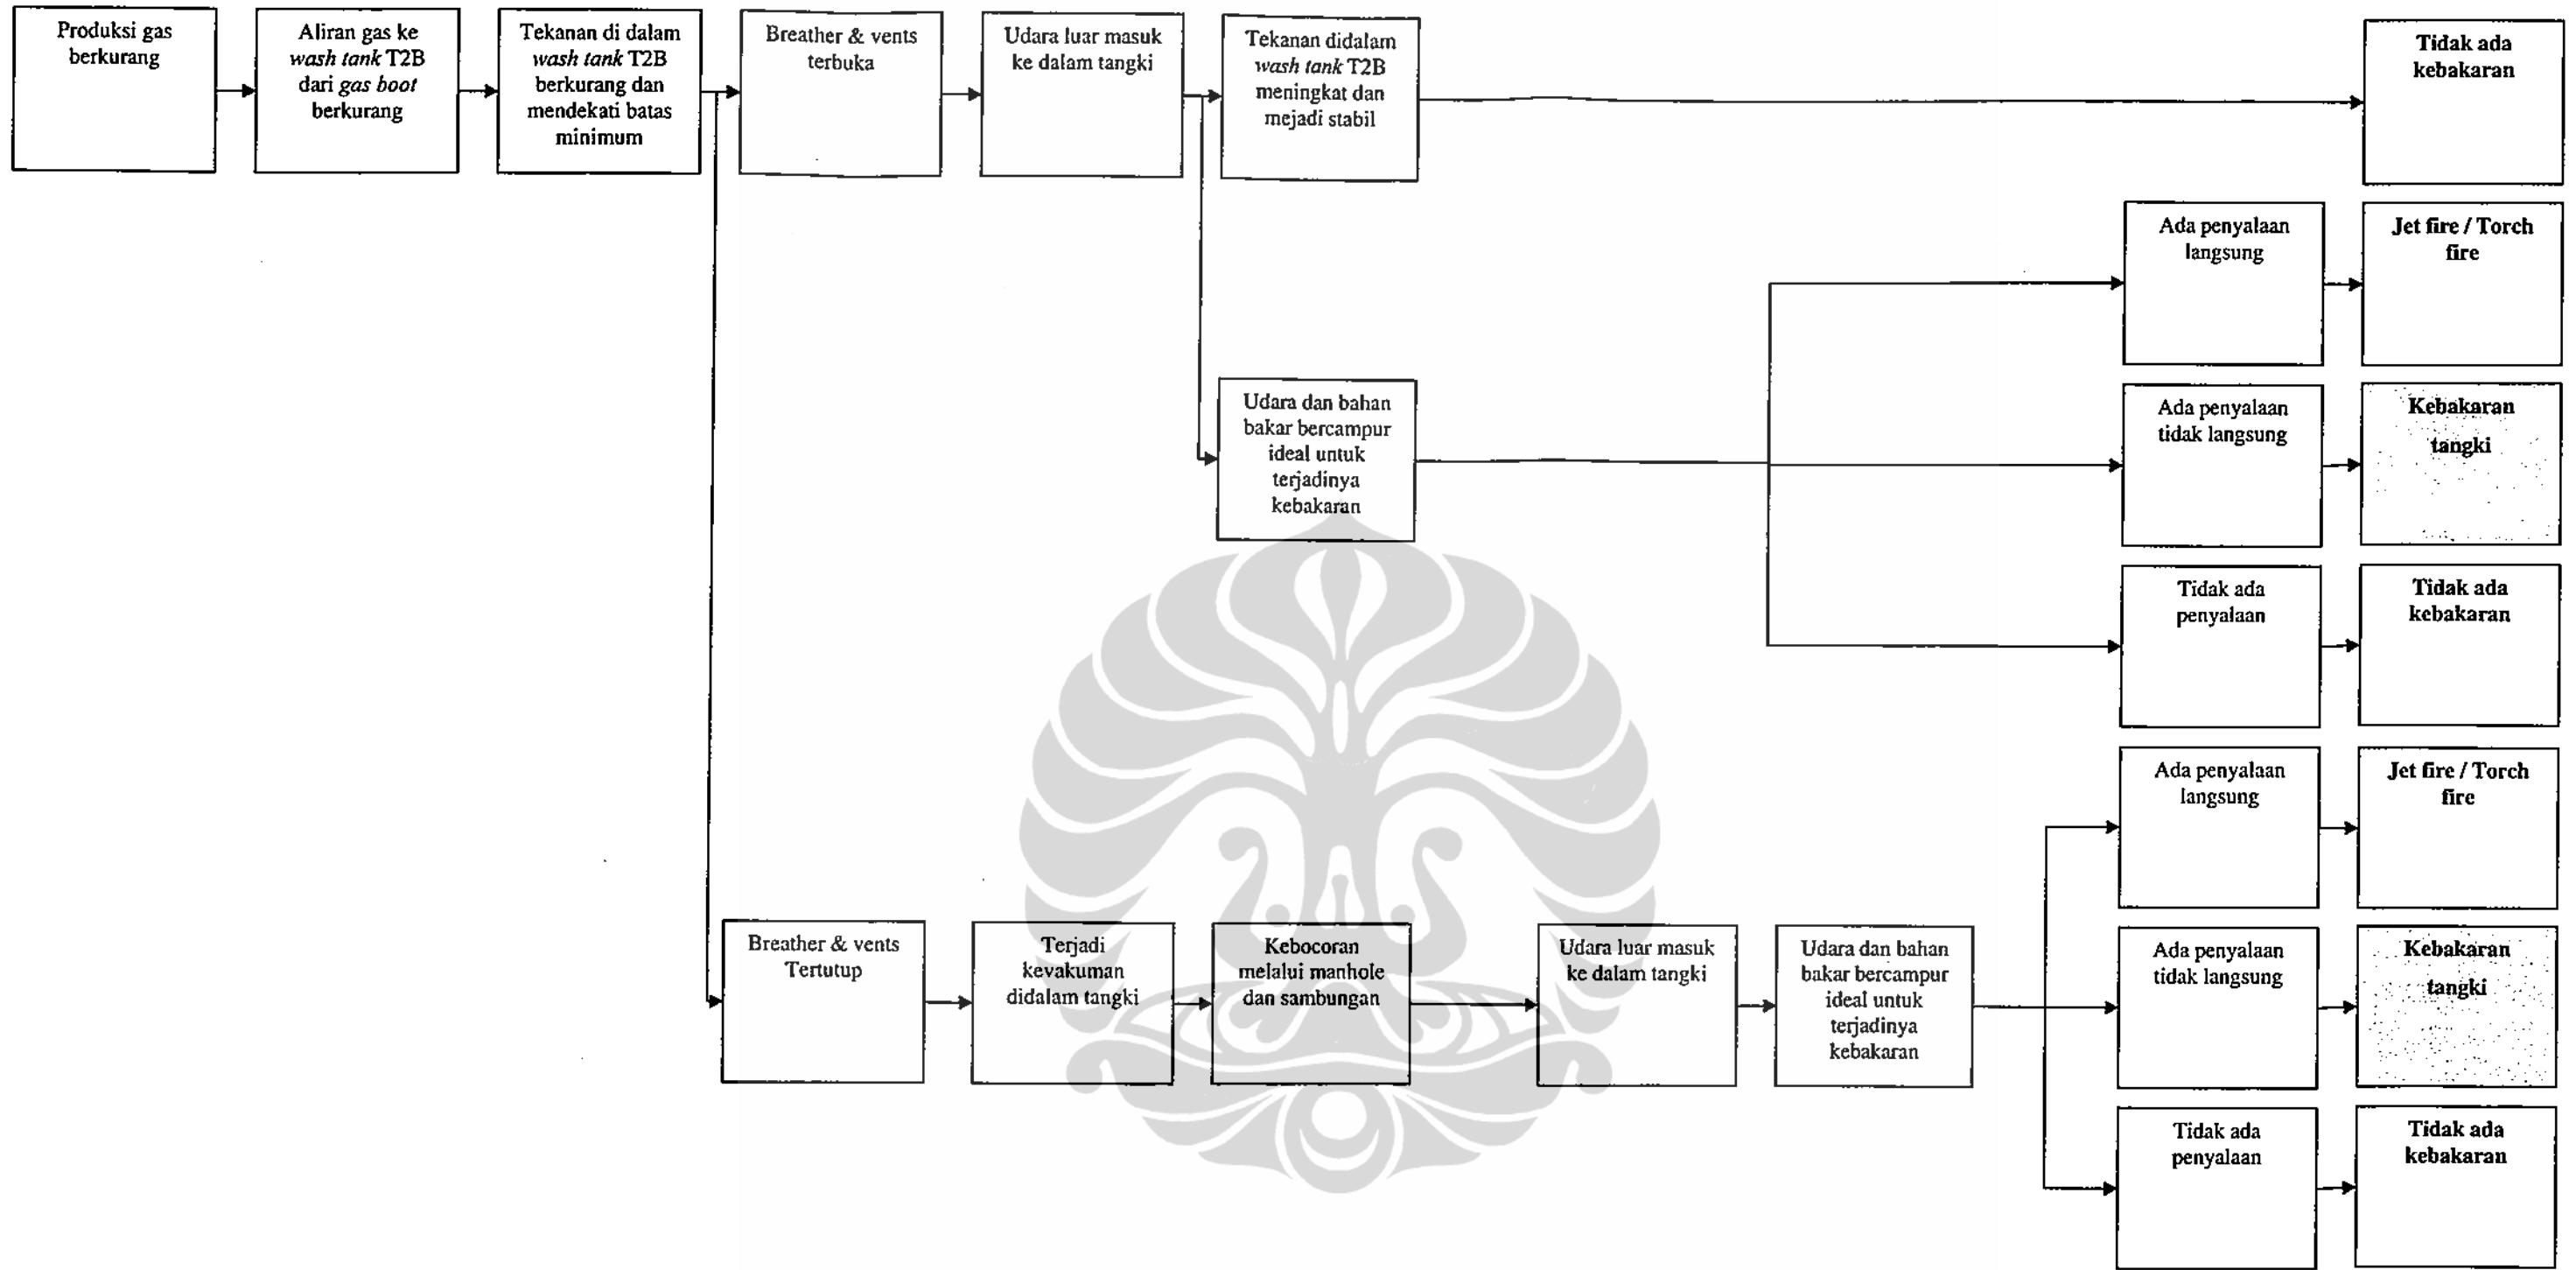 Produksi gas
berkurang
Aliran gas ke
wash tank T2B
dari gas boot
berkurang
Tekanan di dalam
wash tank T2B
berkurang dan
mendekati batas
minimum
Breather & vents
terbuka
Udara luar masuk
ke dalam tangki
Tekanan didalam
wash tank T2B
meningkat dan
mejadi stabil
Tidak ada
kebakaran
Ada penyalaan
langsung
Jet fire / Torch
fire
Udara dan bahan
bakar bercampur
ideal untuk
terjadinya
kebakaran
Ada penyalaan
tidak langsung
Kebakaran
tangki
Tidak ada
penyalaan
Tidak ada
kebakaran
Ada penyalaan
langsung
Jet fire / Torch
fire
Breather & vents
Tertutup
Terjadi
kevakuman
didalam tangki
Kebocoran
melalui manhole
dan sambungan
Udara luar masuk
ke dalam tangki
Udara dan bahan
bakar bercampur
ideal untuk
terjadinya
kebakaran
Ada penyalaan
tidak langsung
Kebakaran
tangki
Tidak ada
penyalaan
Tidak ada
kebakaran